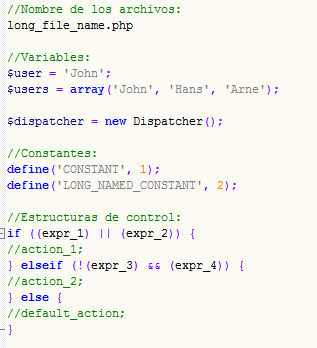 //Nombre de los archivos:
long_file_name.php
//Variables:
$user = 'John';
$users = array('John', 'Hans', 'Arne');
$dispatcher = new Dispatcher();
//Constantes:
define('CONSTANT', 1);
define('LONG_NAMED_CONSTANT', 2);
//Estructuras de control:
if ((expr_1) || (expr_2)) {
//action_1;
} elseif (!(expr_3) && (expr_4)) {
//action_2;
} else {
//default_action;
}